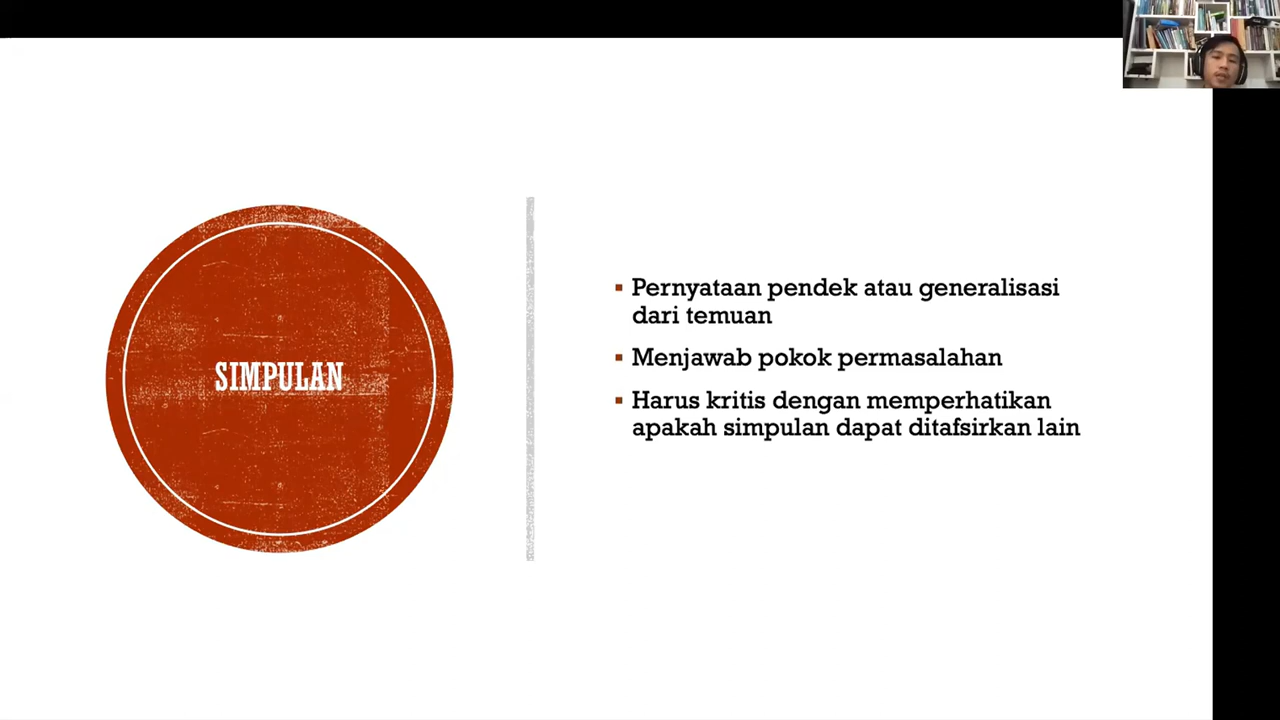 SIMPULAN
▪ Pernyataan pendek atau generalisasi
dari temuan
▪ Menjawab pokok permasalahan
▪ Harus kritis dengan memperhatikan
apakah simpulan dapat ditafsirkan lain